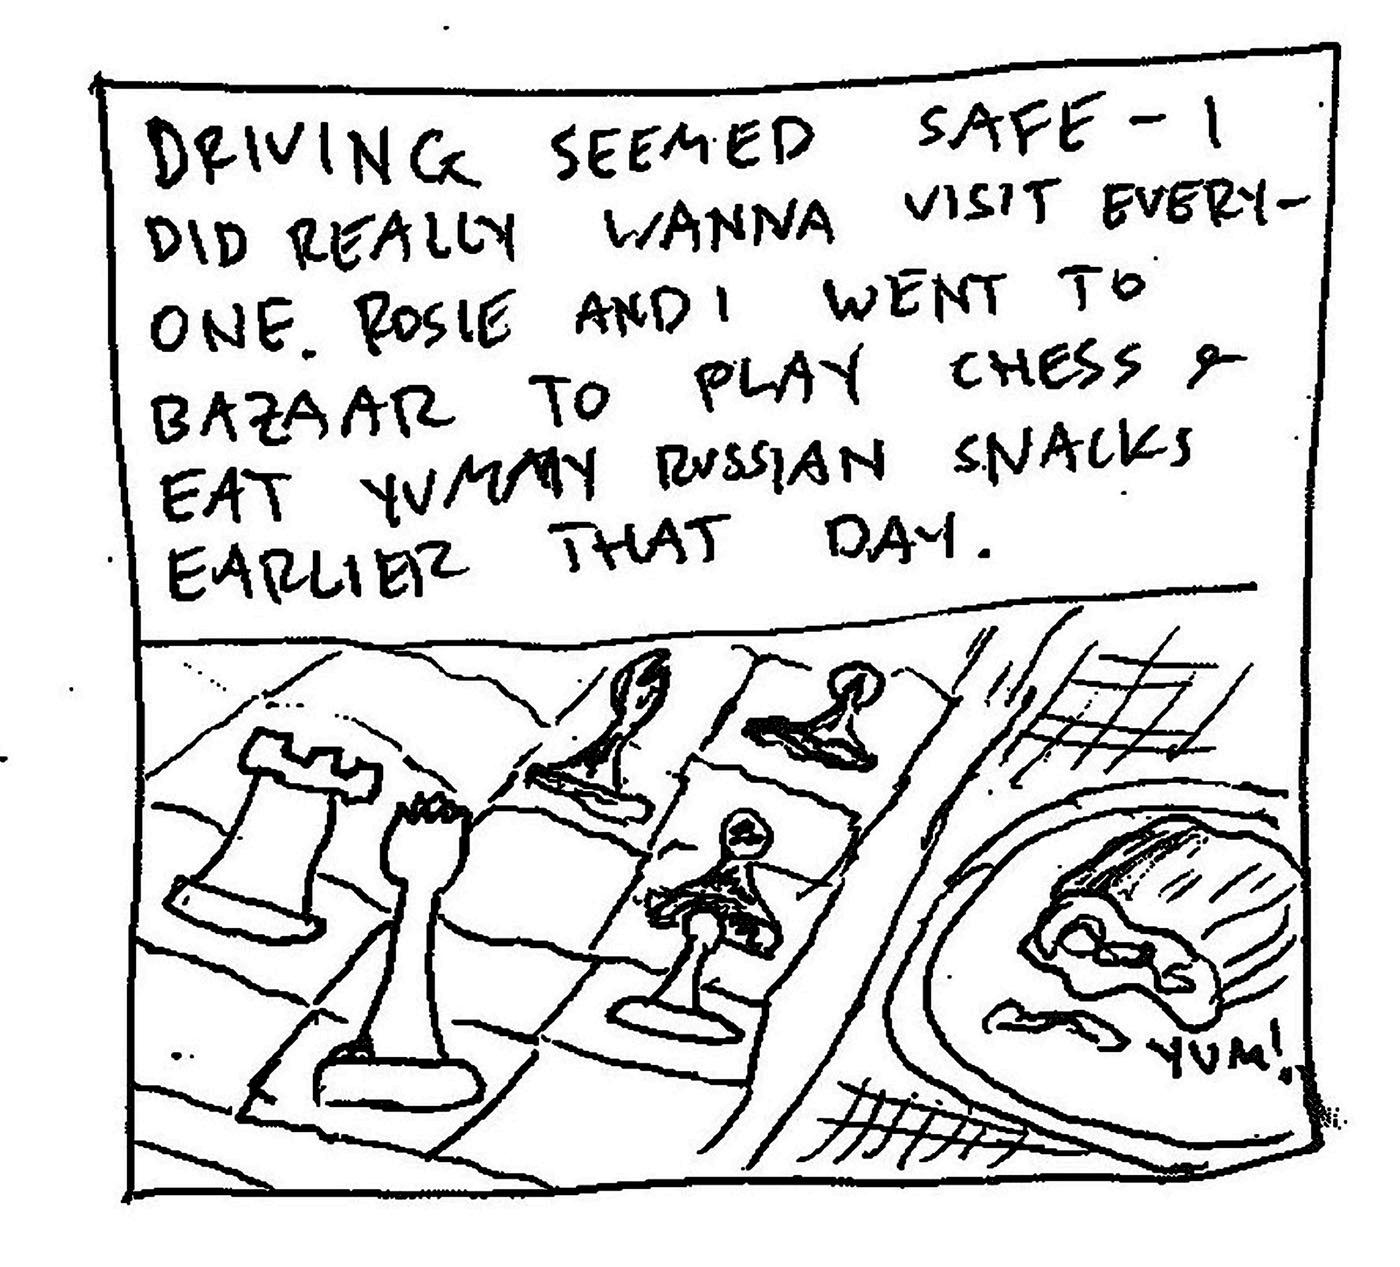 DRIVING SEEMED SAFE - I
DID REALLY WANNA VISIT EVERY-
ONE. ROSIE AND I WENT TO
BAZAAR TO PLAY CHESS &
EAT YUMMY RUSSIAN SNACKS
EARLIER THAT DAY.
YUM!